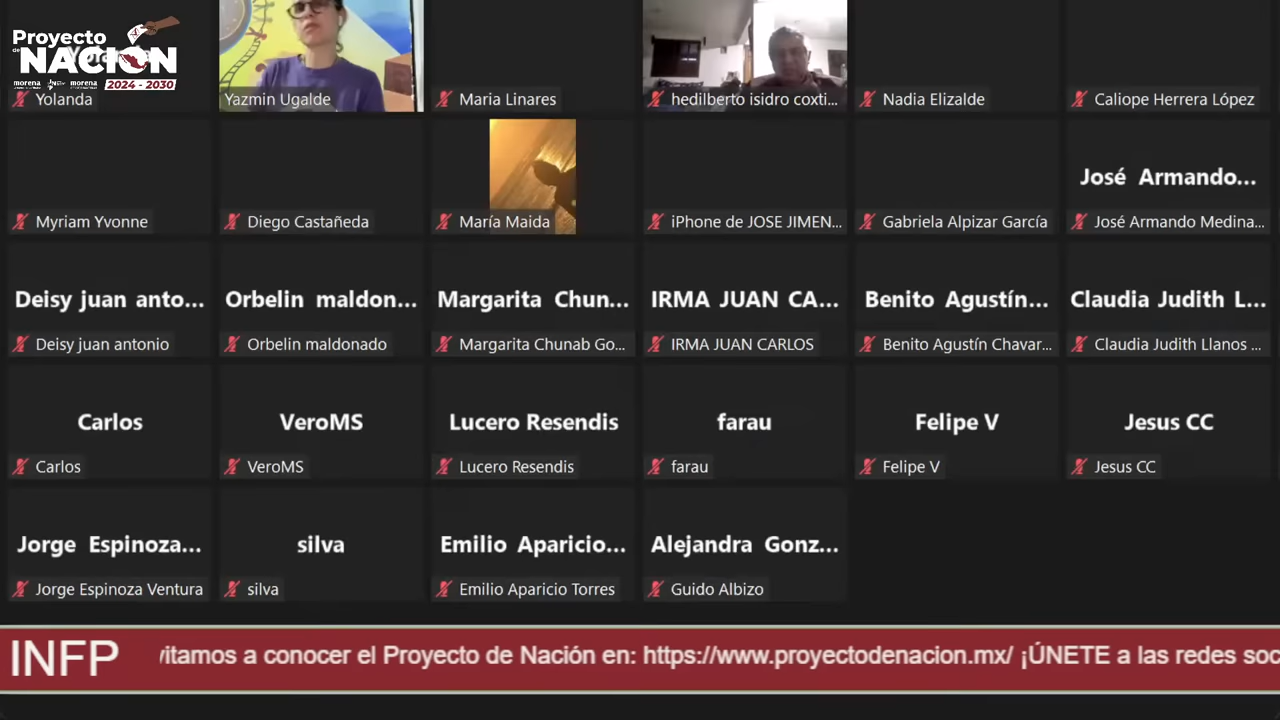 Proyecto
de NACIÓN
morena morena 2024 - 2030
Yolanda
Yazmin Ugalde
Maria Linares
hedilberto isidro coxti...
Nadia Elizalde
Caliope Herrera López
Myriam Yvonne
Diego Castañeda
María Maida
iPhone de JOSE JIMEN...
Gabriela Alpizar García
José Armando...
José Armando Medina...
Deisy juan anto...
Deisy juan antonio
Orbelin maldon...
Orbelin maldonado
Margarita Chun...
Margarita Chunab Go...
IRMA JUAN CA...
IRMA JUAN CARLOS
Benito Agustín...
Benito Agustín Chavar...
Claudia Judith L...
Claudia Judith Llanos ...
Carlos
Carlos
VeroMS
VeroMS
Lucero Resendis
Lucero Resendis
farau
farau
Felipe V
Felipe V
Jesus CC
Jesus CC
Jorge Espinoza...
Jorge Espinoza Ventura
silva
silva
Emilio Aparicio...
Emilio Aparicio Torres
Alejandra Gonz...
Guido Albizo
INFP
vitamos a conocer el Proyecto de Nación en: https://www.proyectodenacion.mx/ ¡ÚNETE a las redes soc